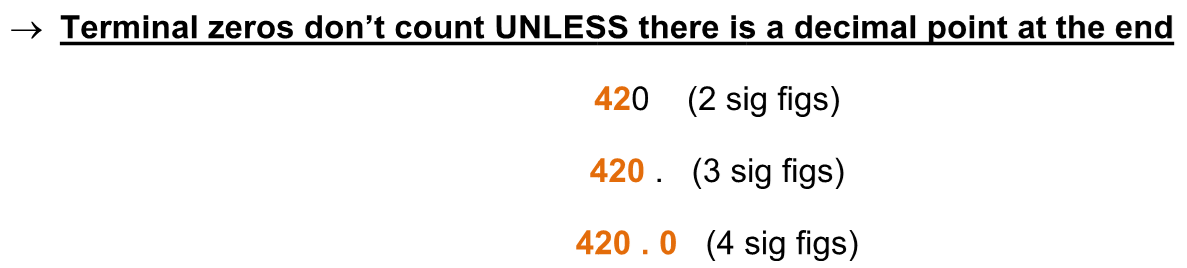 → Terminal zeros don’t count UNLESS there is a decimal point at the end
420 (2 sig figs)
420 . (3 sig figs)
420 . 0 (4 sig figs)